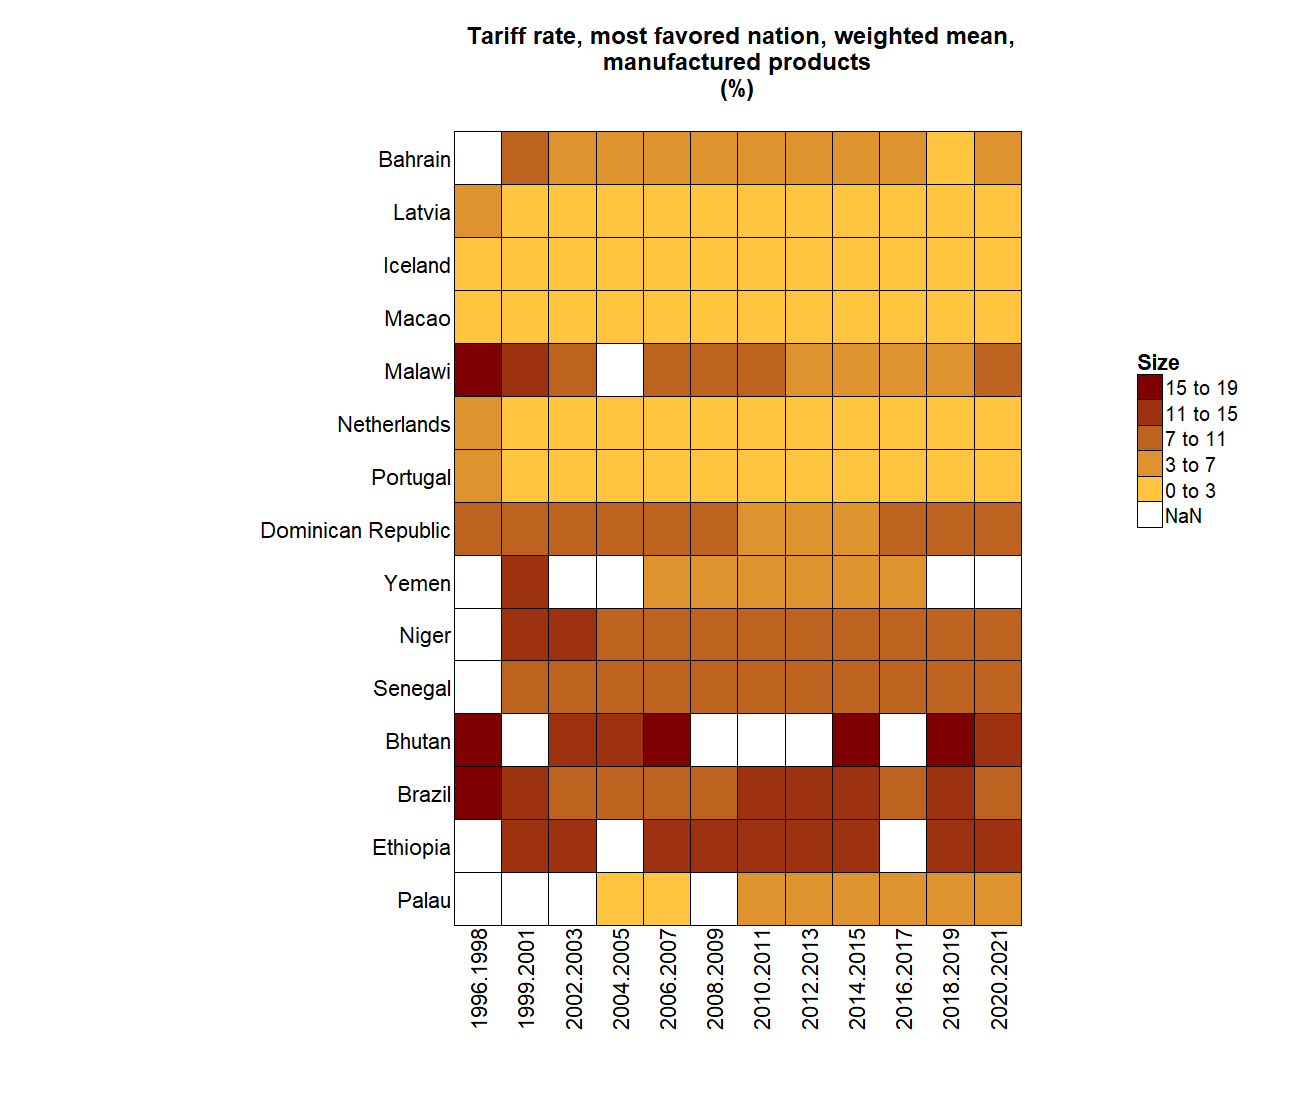 Tariff rate, most favored nation, weighted mean,
manufactured products
(%)
Bahrain
Latvia
Iceland
Macao
Malawi
Netherlands
Portugal
Dominican Republic
Yemen
Niger
Senegal
Bhutan
Brazil
Ethiopia
Palau
1996.1998
1999.2001
2002.2003
2004.2005
2006.2007
2008.2009
2010.2011
2012.2013
2014.2015
2016.2017
2018.2019
2020.2021
Size
15 to 19
11 to 15
7 to 11
3 to 7
0 to 3
NaN